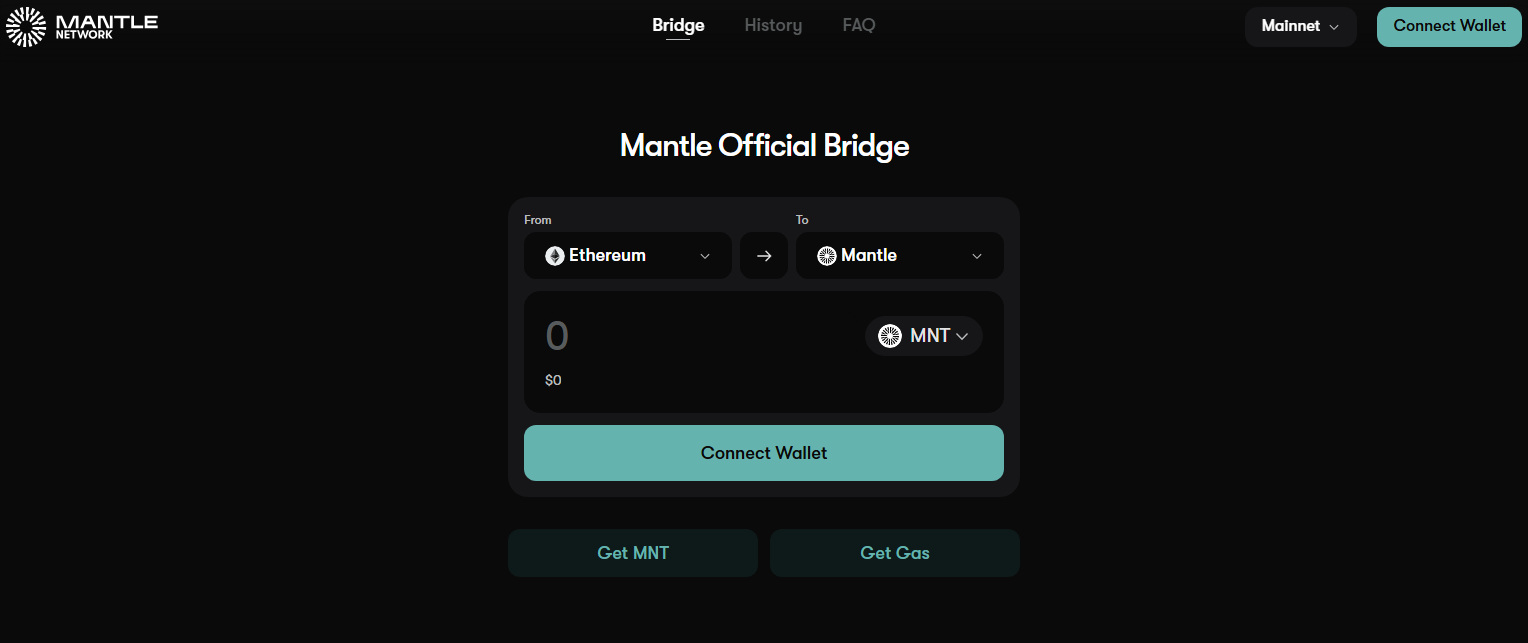 MANTLE
NETWORK
Bridge
History
FAQ
Mainnet
Connect Wallet
Mantle Official Bridge
From
To
Ethereum
Mantle
0
MNT
$0
Connect Wallet
Get MNT
Get Gas